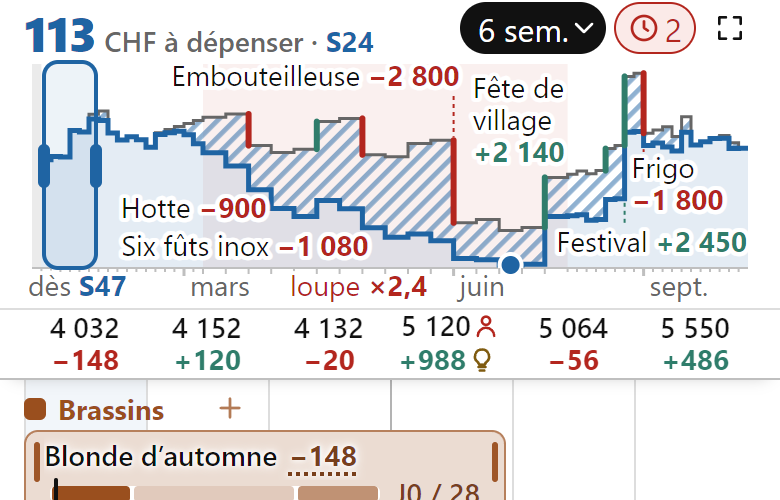 113 CHF à dépenser · S24
6 sem.
2
Embouteilleuse −2 800
Fête de
village
+2 140
Frigo
−1 800
Hotte −900
Six fûts inox −1 080
Festival +2 450
dès S47
mars
loupe ×2,4
juin
sept.
4 032 4 152 4 132 5 120 5 064 5 550
−148 +120 −20 +988 −56 +486
Brassins +
Blonde d’automne −148
J0 / 28